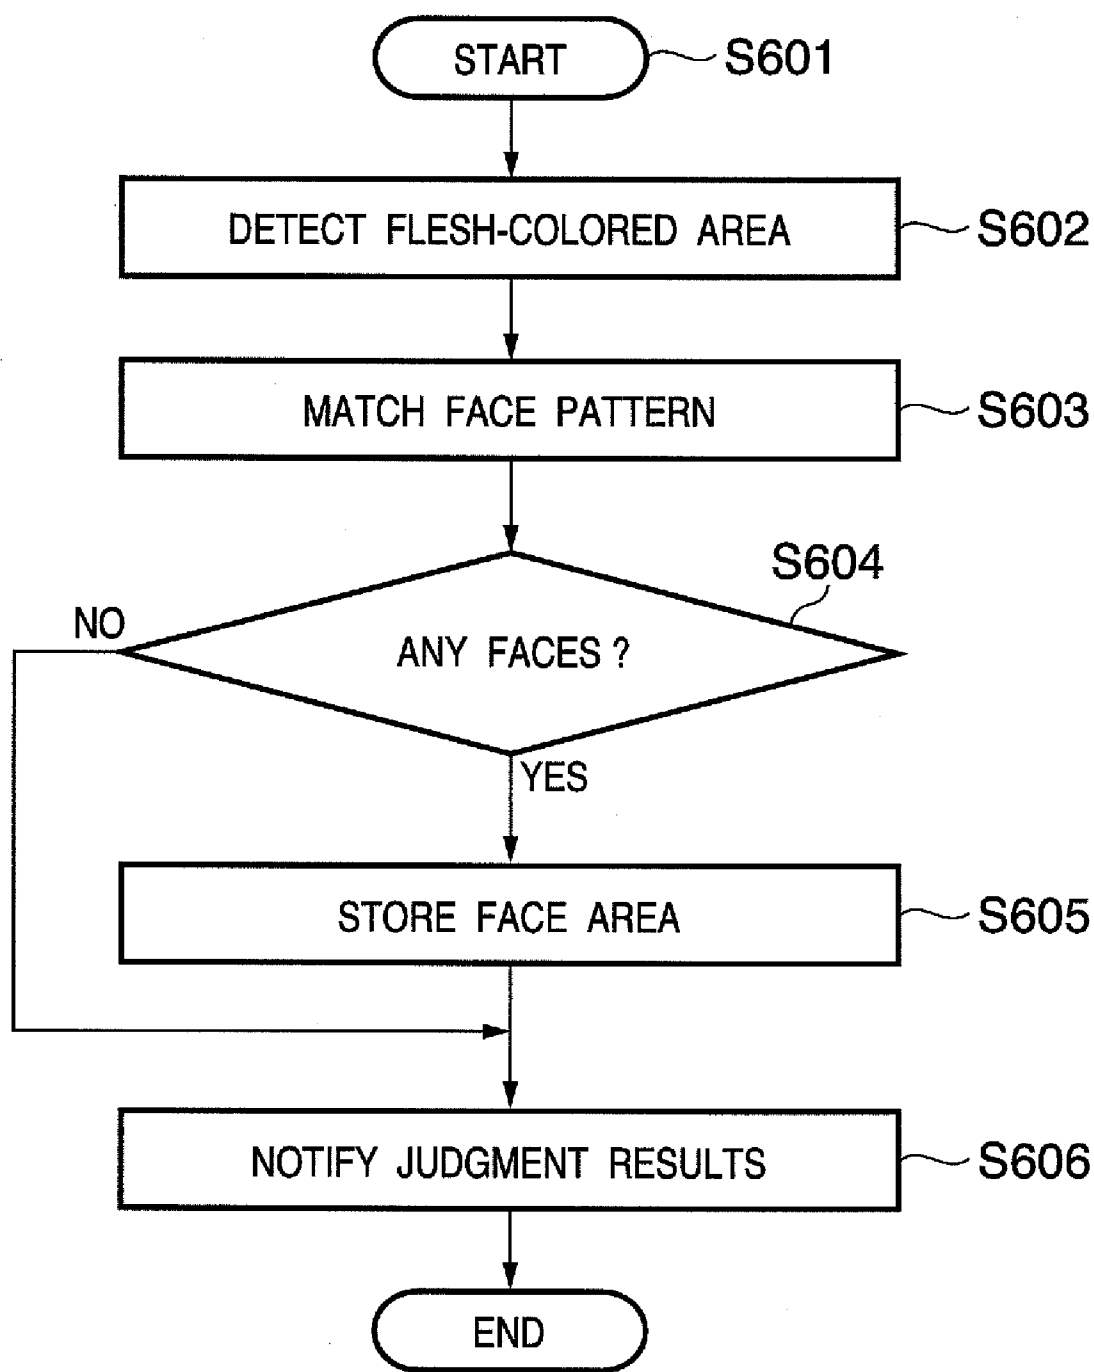 START
S601
DETECT FLESH-COLORED AREA
S602
MATCH FACE PATTERN
S603
S604
NO
ANY FACES ?
YES
STORE FACE AREA
S605
NOTIFY JUDGMENT RESULTS
S606
END